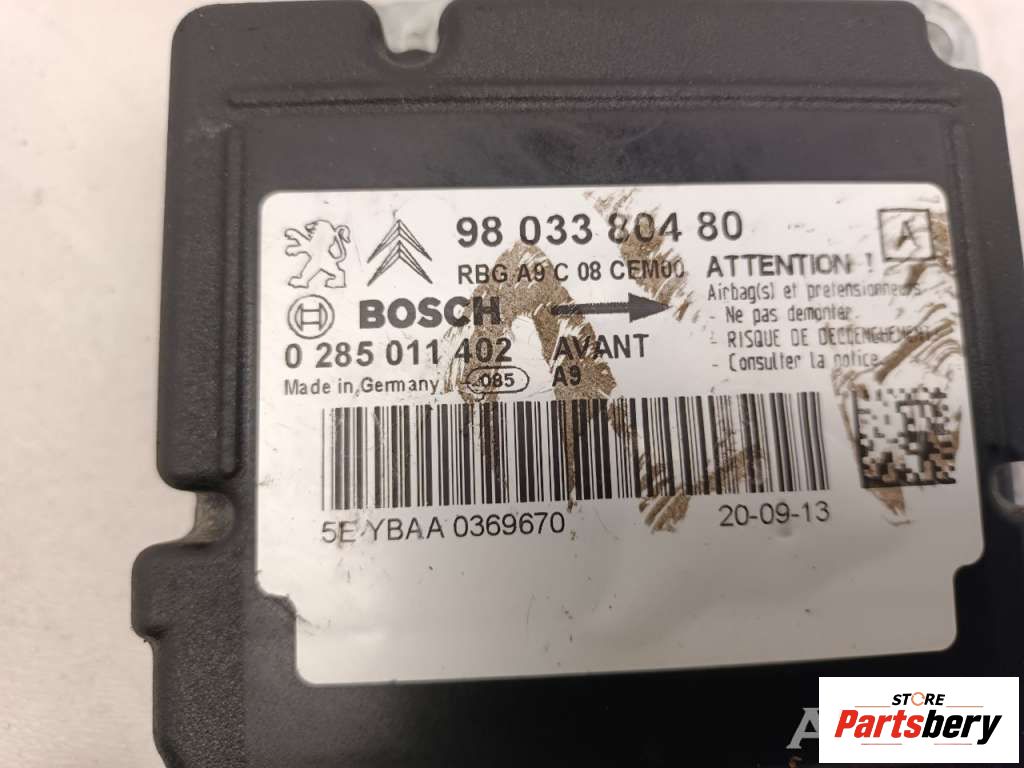 98 033 804 80
A
RBG A9 C 08 CEM00
ATTENTION !
Airbag(s) et pretensionneurs
- Ne pas demonter.
- RISQUE DE DECLENCHEMENT
- Consulter la notice.
BOSCH
0 285 011 402
AVANT
Made in Germany
085
A9
5E YBAA 0369670
20-09-13
A
STORE
Partsbery